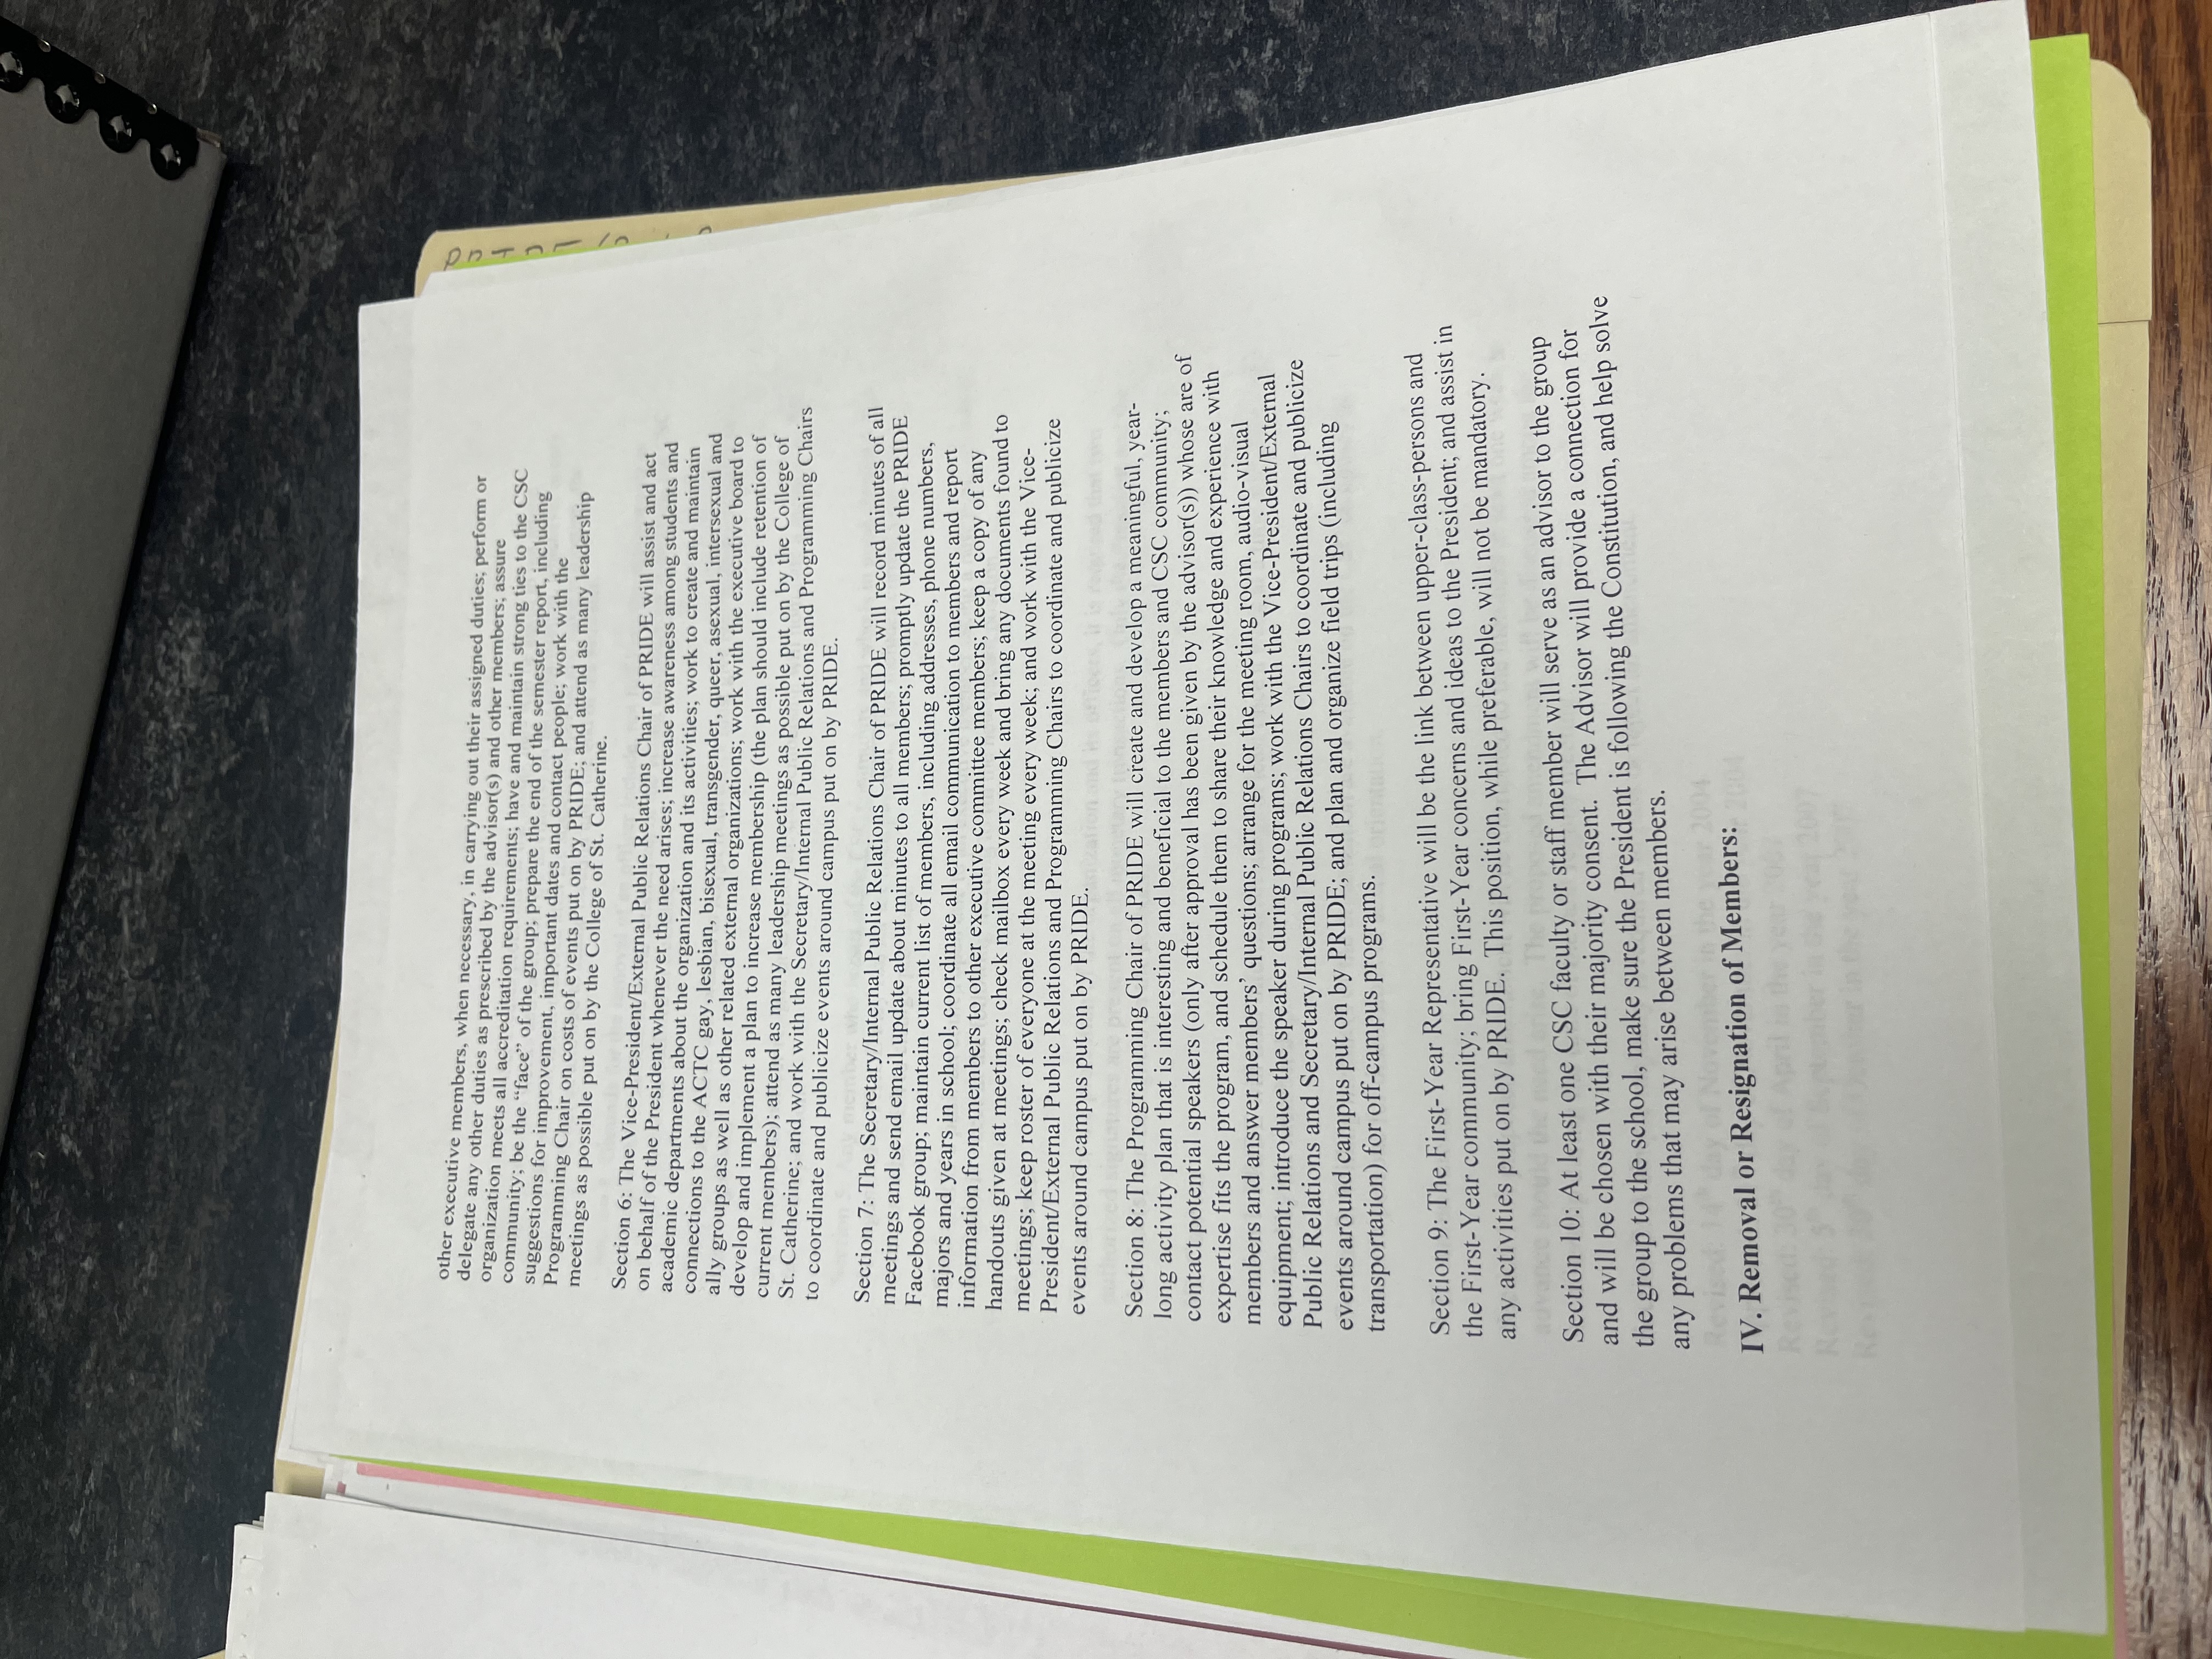 other executive members, when necessary, in carrying out their assigned duties; perform or
delegate any other duties as prescribed by the advisor(s) and other members; assure
organization meets all accreditation requirements; have and maintain strong ties to the CSC
community; be the “face” of the group; prepare the end of the semester report, including
suggestions for improvement, important dates and contact people; work with the
Programming Chair on costs of events put on by PRIDE; and attend as many leadership
meetings as possible put on by the College of St. Catherine.
Section 6: The Vice-President/External Public Relations Chair of PRIDE will assist and act
on behalf of the President whenever the need arises; increase awareness among students and
academic departments about the organization and its activities; work to create and maintain
connections to the ACTC gay, lesbian, bisexual, transgender, queer, asexual, intersexual and
ally groups as well as other related external organizations; work with the executive board to
develop and implement a plan to increase membership (the plan should include retention of
current members); attend as many leadership meetings as possible put on by the College of
St. Catherine; and work with the Secretary/Internal Public Relations and Programming Chairs
to coordinate and publicize events around campus put on by PRIDE.
Section 7: The Secretary/Internal Public Relations Chair of PRIDE will record minutes of all
meetings and send email update about minutes to all members; promptly update the PRIDE
Facebook group; maintain current list of members, including addresses, phone numbers,
majors and years in school; coordinate all email communication to members and report
information from members to other executive committee members; keep a copy of any
handouts given at meetings; check mailbox every week and bring any documents found to
meetings; keep roster of everyone at the meeting every week; and work with the Vice-
President/External Public Relations and Programming Chairs to coordinate and publicize
events around campus put on by PRIDE.
Section 8: The Programming Chair of PRIDE will create and develop a meaningful, year-
long activity plan that is interesting and beneficial to the members and CSC community;
contact potential speakers (only after approval has been given by the advisor(s)) whose are of
expertise fits the program, and schedule them to share their knowledge and experience with
members and answer members’ questions; arrange for the meeting room, audio-visual
equipment; introduce the speaker during programs; work with the Vice-President/External
Public Relations and Secretary/Internal Public Relations Chairs to coordinate and publicize
events around campus put on by PRIDE; and plan and organize field trips (including
transportation) for off-campus programs.
Section 9: The First-Year Representative will be the link between upper-class-persons and
the First-Year community; bring First-Year concerns and ideas to the President; and assist in
any activities put on by PRIDE. This position, while preferable, will not be mandatory.
Section 10: At least one CSC faculty or staff member will serve as an advisor to the group
and will be chosen with their majority consent. The Advisor will provide a connection for
the group to the school, make sure the President is following the Constitution, and help solve
any problems that may arise between members.
Revised: 14th day of November in the year 2004
IV. Removal or Resignation of Members:
Revised: 30th day of April in the year 2007
Revised: 5th day of September in the year 2007